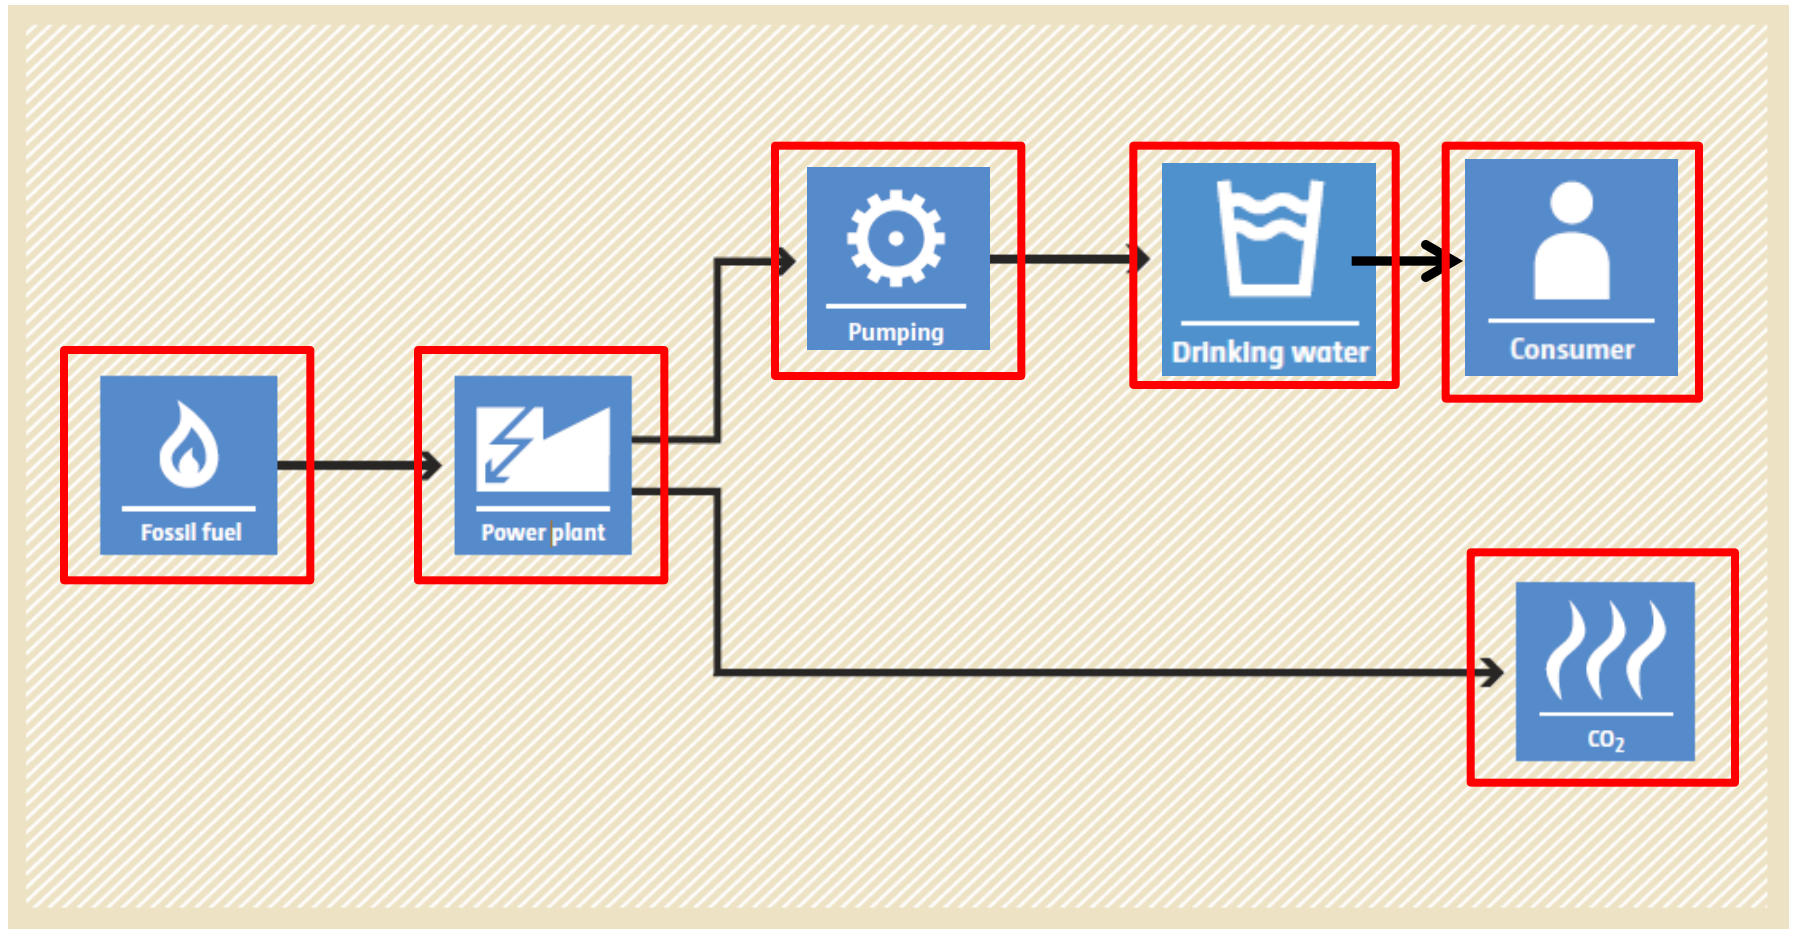 Pumping
Drinking water
Consumer
Fossil fuel
Power plant
CO₂